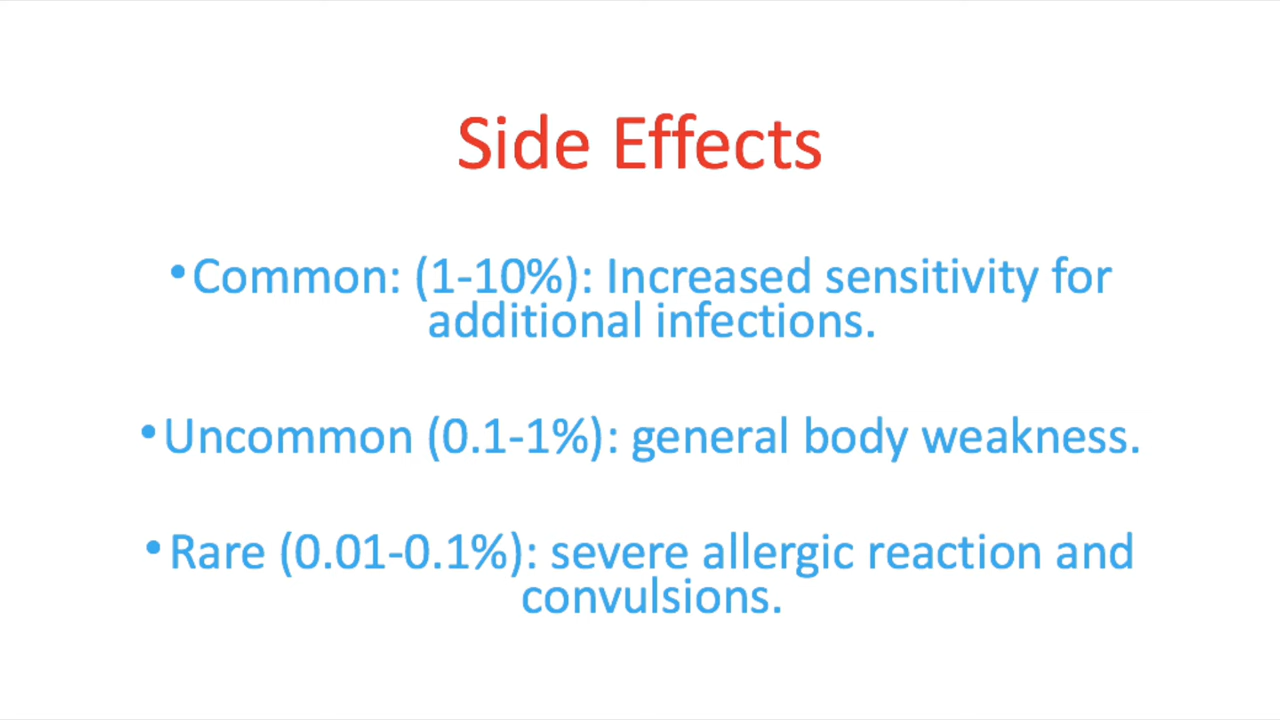 Side Effects
•Common: (1-10%): Increased sensitivity for
additional infections.
•Uncommon (0.1-1%): general body weakness.
•Rare (0.01-0.1%): severe allergic reaction and
convulsions.